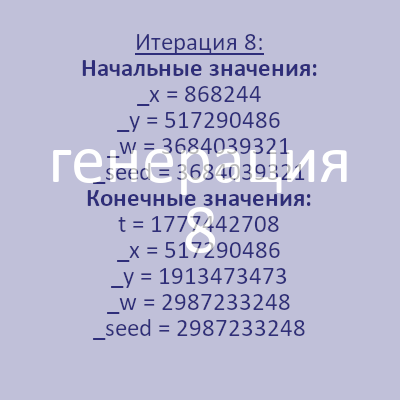 Итерация 8:
Начальные значения:
_x = 868244
_y = 517290486
_w = 3684039321
_seed = 3684039321
генерация
8
Конечные значения:
t = 1777442708
_x = 517290486
_y = 1913473473
_w = 2987233248
_seed = 2987233248